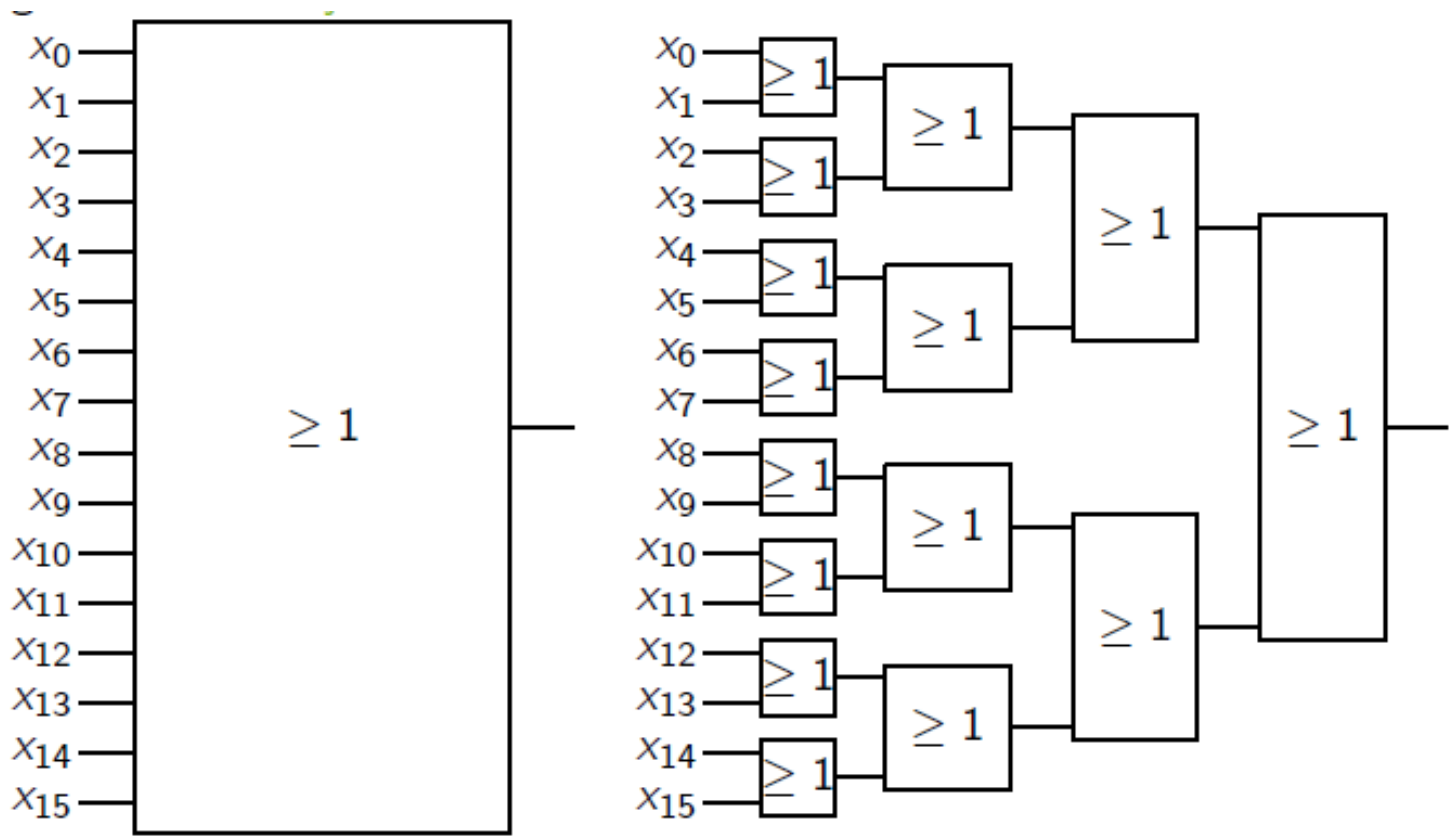 x0 x0
≥ 1
x1 x1
≥ 1
x2 x2
≥ 1
x3 x3
≥ 1
x4 x4
≥ 1
x5 x5
≥ 1
x6 x6
≥ 1
x7 x7
≥ 1 ≥ 1
x8 x8
≥ 1
x9 x9
≥ 1
x10 x10
≥ 1
x11 x11
≥ 1
x12 x12
≥ 1
x13 x13
≥ 1
x14 x14
≥ 1
x15 x15